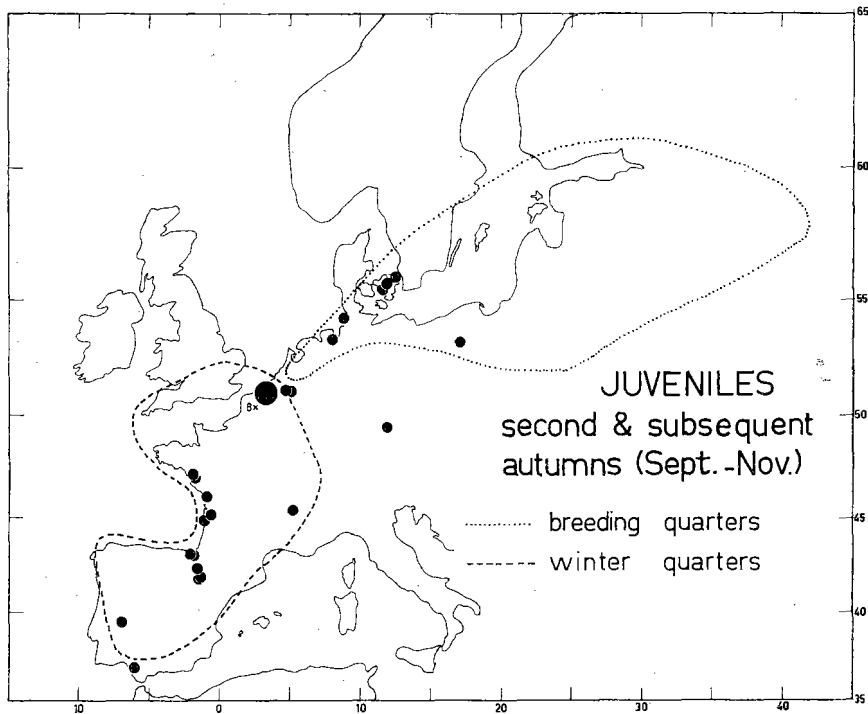 65
60
55
50
45
40
35
8x
JUVENILES
second & subsequent
autumns (Sept.-Nov.)
breeding quarters
winter quarters
10 0 10 20 30 40